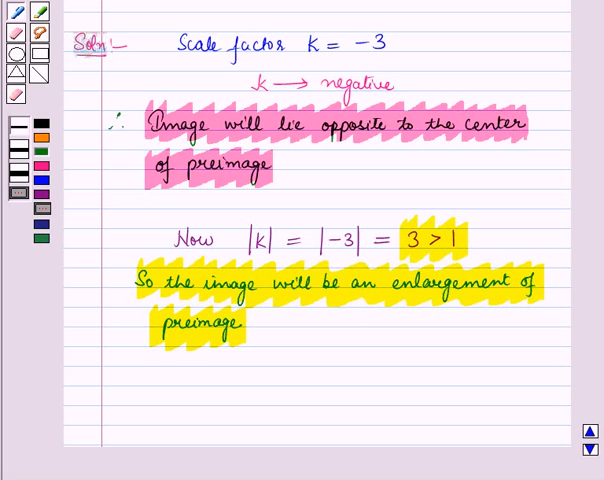 Soln:-
Scale factor K = -3
K → negative
∴ Image will lie opposite to the center
of preimage
Now |K| = |-3| = 3 > 1
So the image will be an enlargement of
preimage